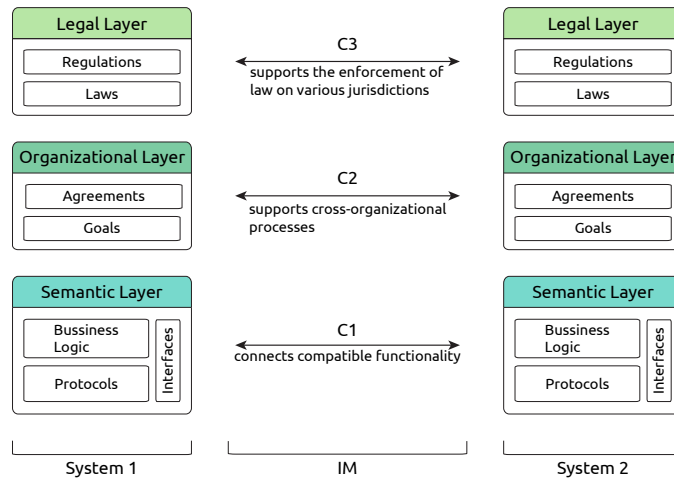 Legal Layer
Regulations
Laws
C3
supports the enforcement of
law on various jurisdictions
Legal Layer
Regulations
Laws
Organizational Layer
Agreements
Goals
C2
supports cross-organizational
processes
Organizational Layer
Agreements
Goals
Semantic Layer
Bussiness
Logic
Protocols
Interfaces
C1
connects compatible functionality
Semantic Layer
Bussiness
Logic
Protocols
Interfaces
System 1
IM
System 2